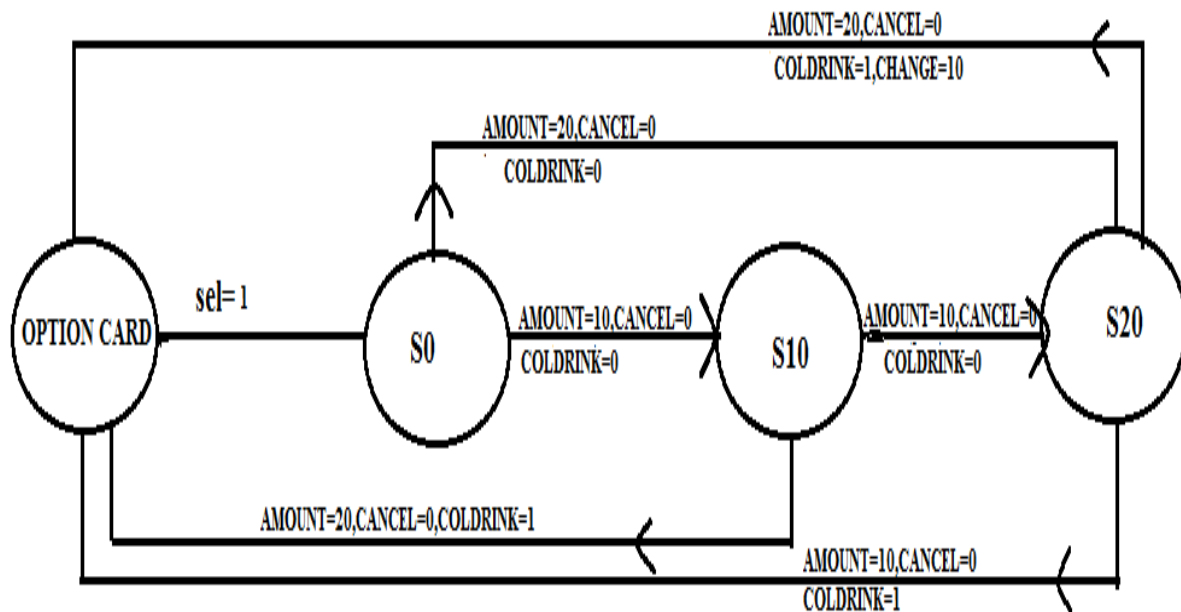 AMOUNT=20,CANCEL=0
COLDRINK=1,CHANGE=10
AMOUNT=20,CANCEL=0
COLDRINK=0
OPTION CARD
sel= 1
S0
AMOUNT=10,CANCEL=0
COLDRINK=0
S10
AMOUNT=10,CANCEL=0
COLDRINK=0
S20
AMOUNT=20,CANCEL=0,COLDRINK=1
AMOUNT=10,CANCEL=0
COLDRINK=1